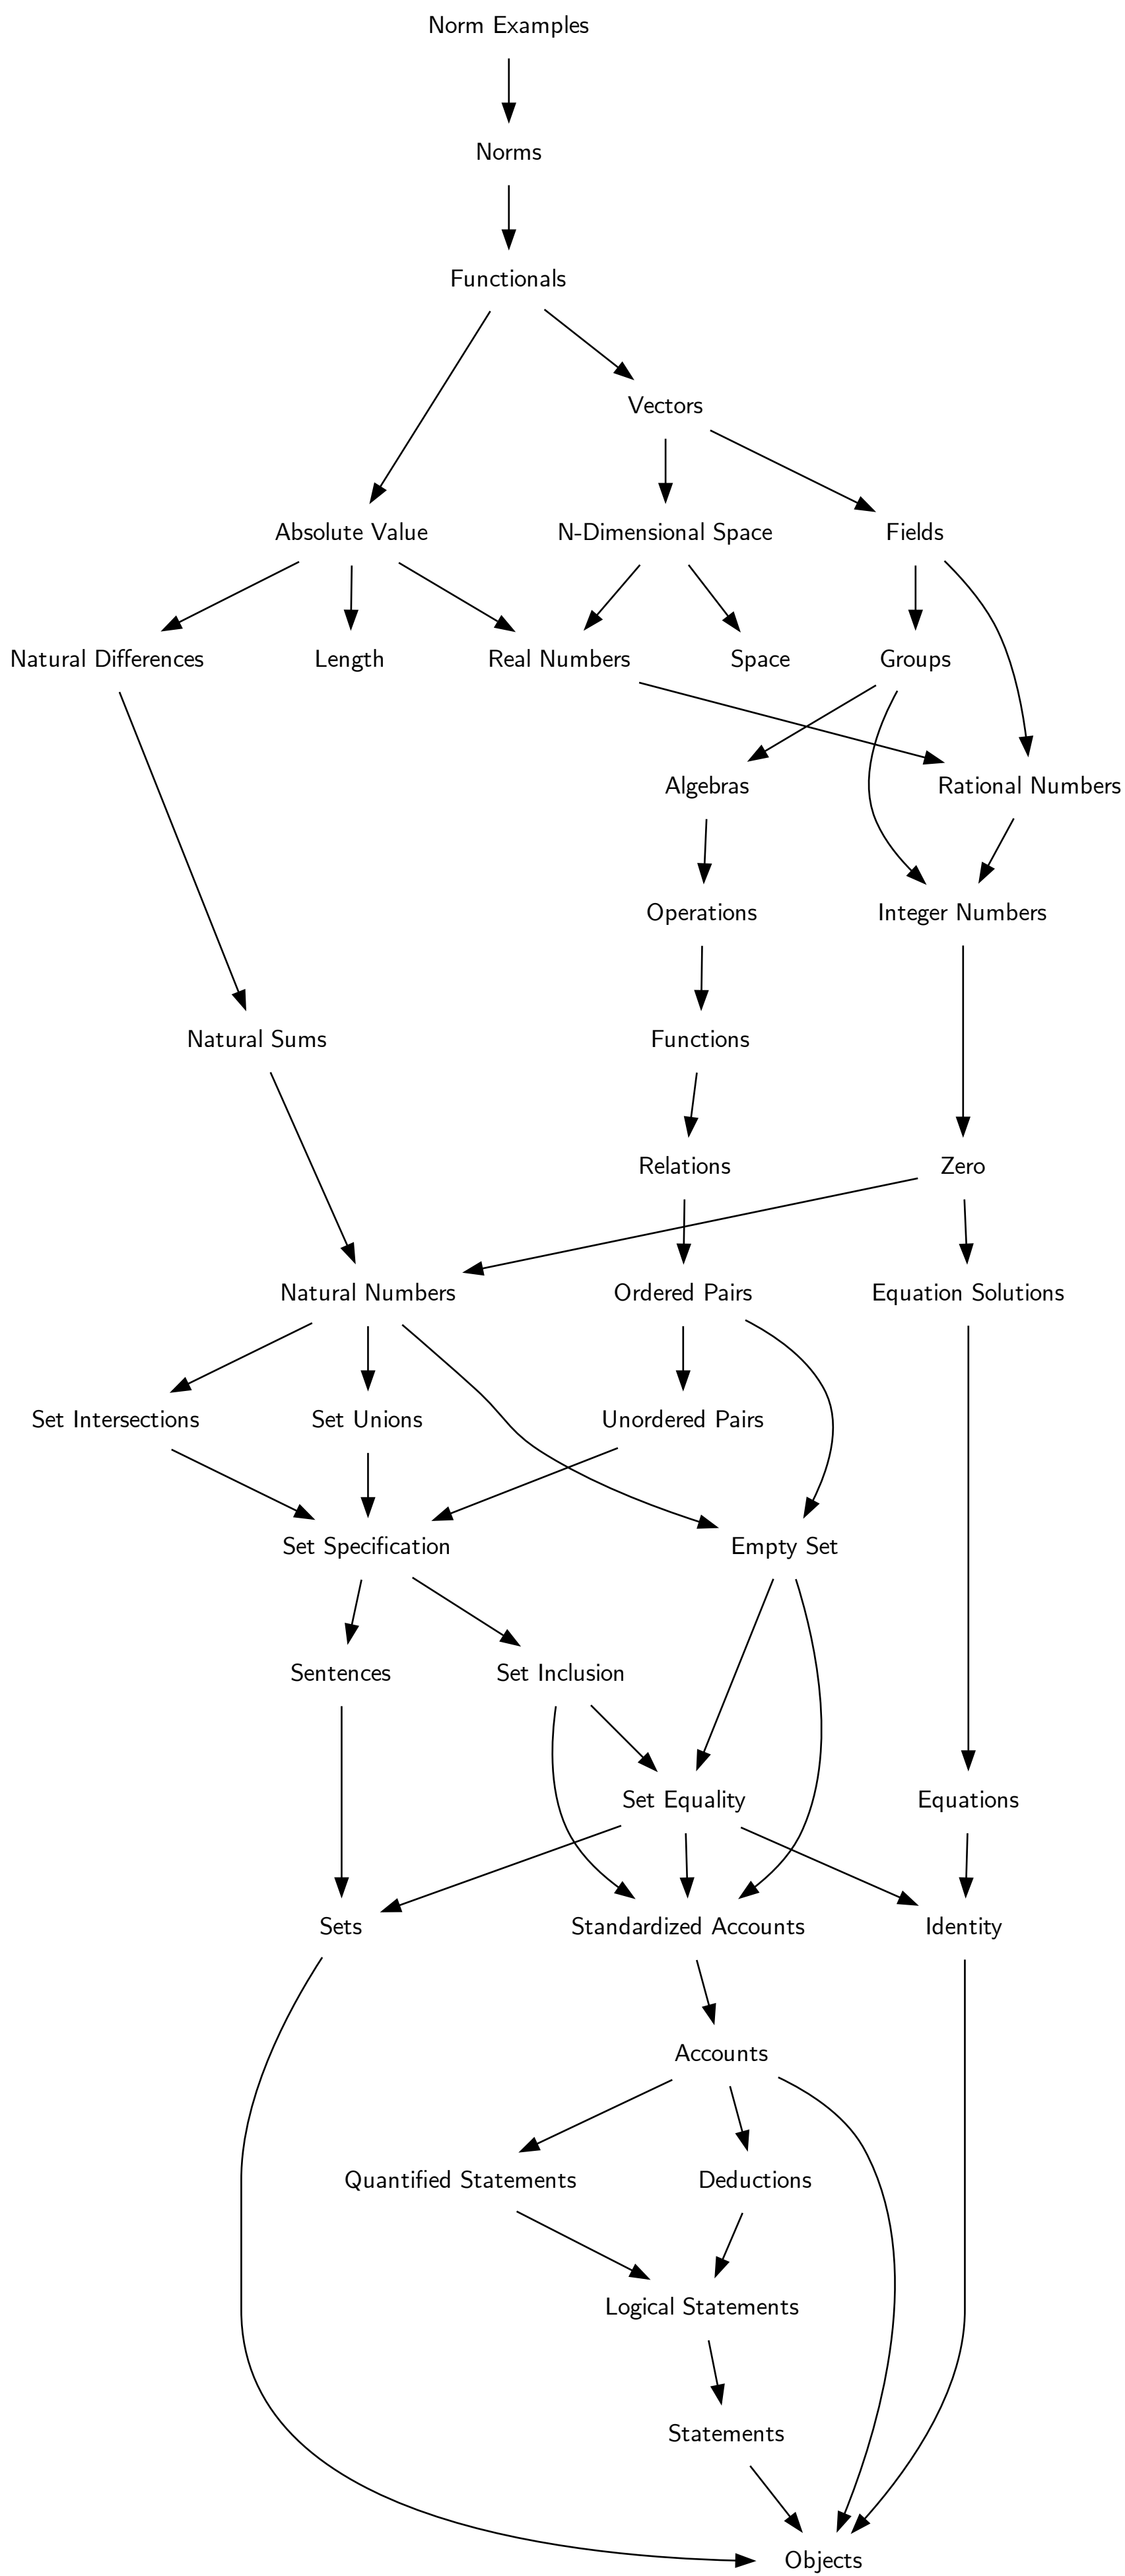 Norm Examples
Norms
Functionals
Vectors
Absolute Value
N-Dimensional Space
Fields
Natural Differences
Length
Real Numbers
Space
Groups
Algebras
Rational Numbers
Operations
Integer Numbers
Natural Sums
Functions
Relations
Zero
Natural Numbers
Ordered Pairs
Equation Solutions
Set Intersections
Set Unions
Unordered Pairs
Set Specification
Empty Set
Sentences
Set Inclusion
Set Equality
Equations
Sets
Standardized Accounts
Identity
Accounts
Quantified Statements
Deductions
Logical Statements
Statements
Objects